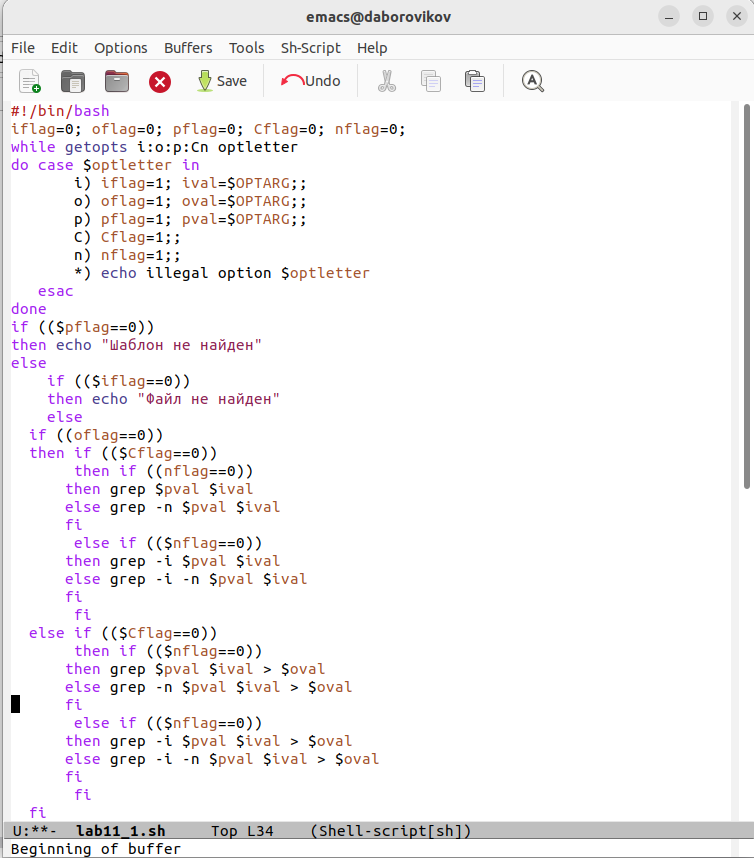 emacs@daborovikov
File Edit Options Buffers Tools Sh-Script Help
Save Undo
#!/bin/bash
iflag=0; oflag=0; pflag=0; Cflag=0; nflag=0;
while getopts i:o:p:Cn optletter
do case $optletter in
       i) iflag=1; ival=$OPTARG;;
       o) oflag=1; oval=$OPTARG;;
       p) pflag=1; pval=$OPTARG;;
       C) Cflag=1;;
       n) nflag=1;;
       *) echo illegal option $optletter
   esac
done
if (($pflag==0))
then echo "Шаблон не найден"
else
    if (($iflag==0))
    then echo "Файл не найден"
    else
  if ((oflag==0))
  then if (($Cflag==0))
       then if ((nflag==0))
      then grep $pval $ival
      else grep -n $pval $ival
      fi
       else if (($nflag==0))
      then grep -i $pval $ival
      else grep -i -n $pval $ival
      fi
       fi
  else if (($Cflag==0))
       then if (($nflag==0))
      then grep $pval $ival > $oval
      else grep -n $pval $ival > $oval
      fi
       else if (($nflag==0))
      then grep -i $pval $ival > $oval
      else grep -i -n $pval $ival > $oval
      fi
       fi
  fi
U:**-  lab11_1.sh     Top L34    (Shell-script[sh])
Beginning of buffer